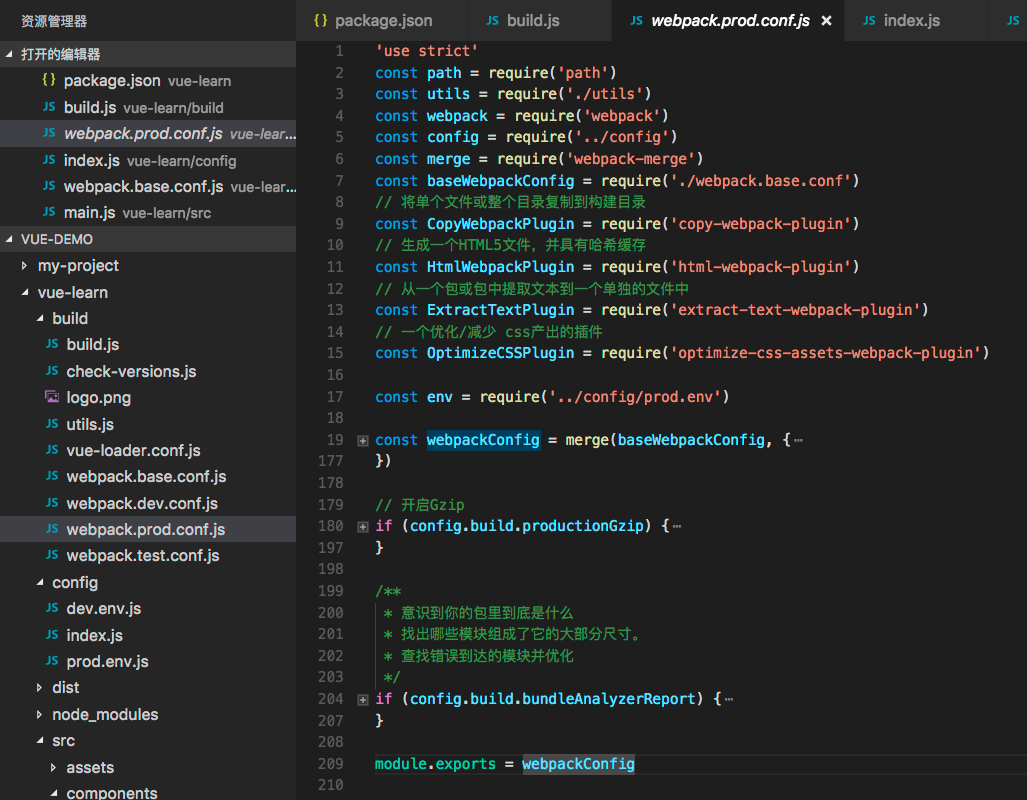 资源管理器
打开的编辑器
{} package.json vue-learn
JS build.js vue-learn/build
JS webpack.prod.conf.js vue-lear...
JS index.js vue-learn/config
JS webpack.base.conf.js vue-lear...
JS main.js vue-learn/src
VUE-DEMO
my-project
vue-learn
build
JS build.js
JS check-versions.js
logo.png
JS utils.js
JS vue-loader.conf.js
JS webpack.base.conf.js
JS webpack.dev.conf.js
JS webpack.prod.conf.js
JS webpack.test.conf.js
config
JS dev.env.js
JS index.js
JS prod.env.js
dist
node_modules
src
assets
components
{} package.json JS build.js JS webpack.prod.conf.js × JS index.js JS
1 'use strict'
2 const path = require('path')
3 const utils = require('./utils')
4 const webpack = require('webpack')
5 const config = require('../config')
6 const merge = require('webpack-merge')
7 const baseWebpackConfig = require('./webpack.base.conf')
8 // 将单个文件或整个目录复制到构建目录
9 const CopyWebpackPlugin = require('copy-webpack-plugin')
10 // 生成一个HTML5文件，并具有哈希缓存
11 const HtmlWebpackPlugin = require('html-webpack-plugin')
12 // 从一个包或包中提取文本到一个单独的文件中
13 const ExtractTextPlugin = require('extract-text-webpack-plugin')
14 // 一个优化/减少 css产出的插件
15 const OptimizeCSSPlugin = require('optimize-css-assets-webpack-plugin')
16
17 const env = require('../config/prod.env')
18
19 const webpackConfig = merge(baseWebpackConfig, {⋯
177 })
178
179 // 开启Gzip
180 if (config.build.productionGzip) {⋯
197 }
198
199 /**
200 * 意识到你的包里到底是什么
201 * 找出哪些模块组成了它的大部分尺寸。
202 * 查找错误到达的模块并优化
203 */
204 if (config.build.bundleAnalyzerReport) {⋯
207 }
208
209 module.exports = webpackConfig
210